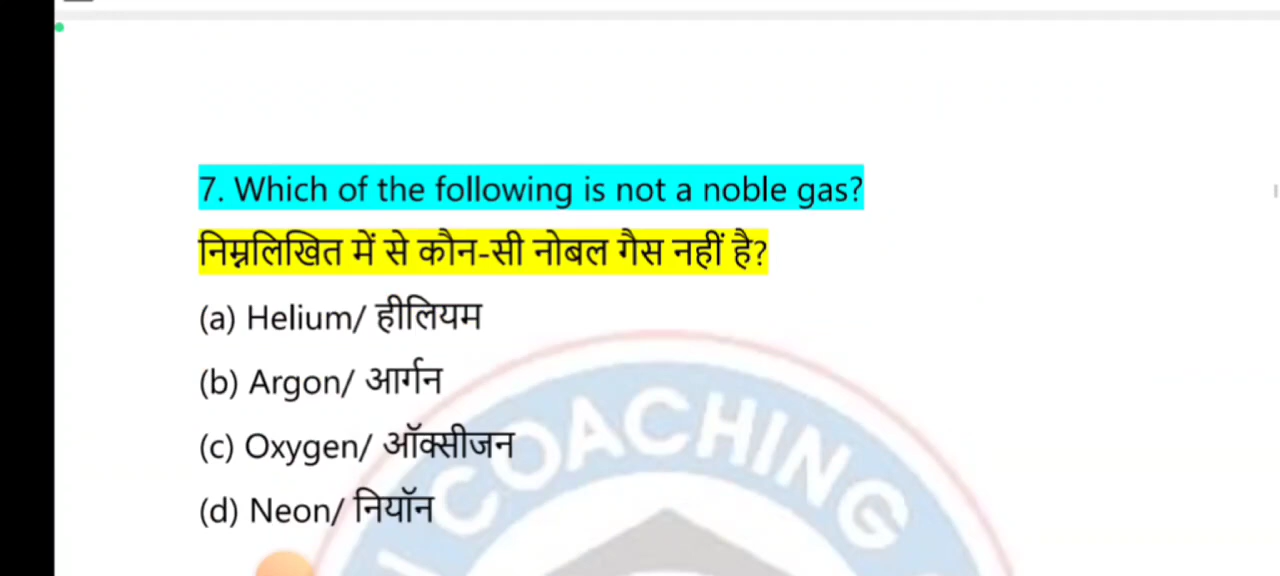 7. Which of the following is not a noble gas?
निम्नलिखित में से कौन-सी नोबल गैस नहीं है?
(a) Helium/ हीलियम
(b) Argon/ आर्गन
(c) Oxygen/ ऑक्सीजन
(d) Neon/ नियॉन
COACHING